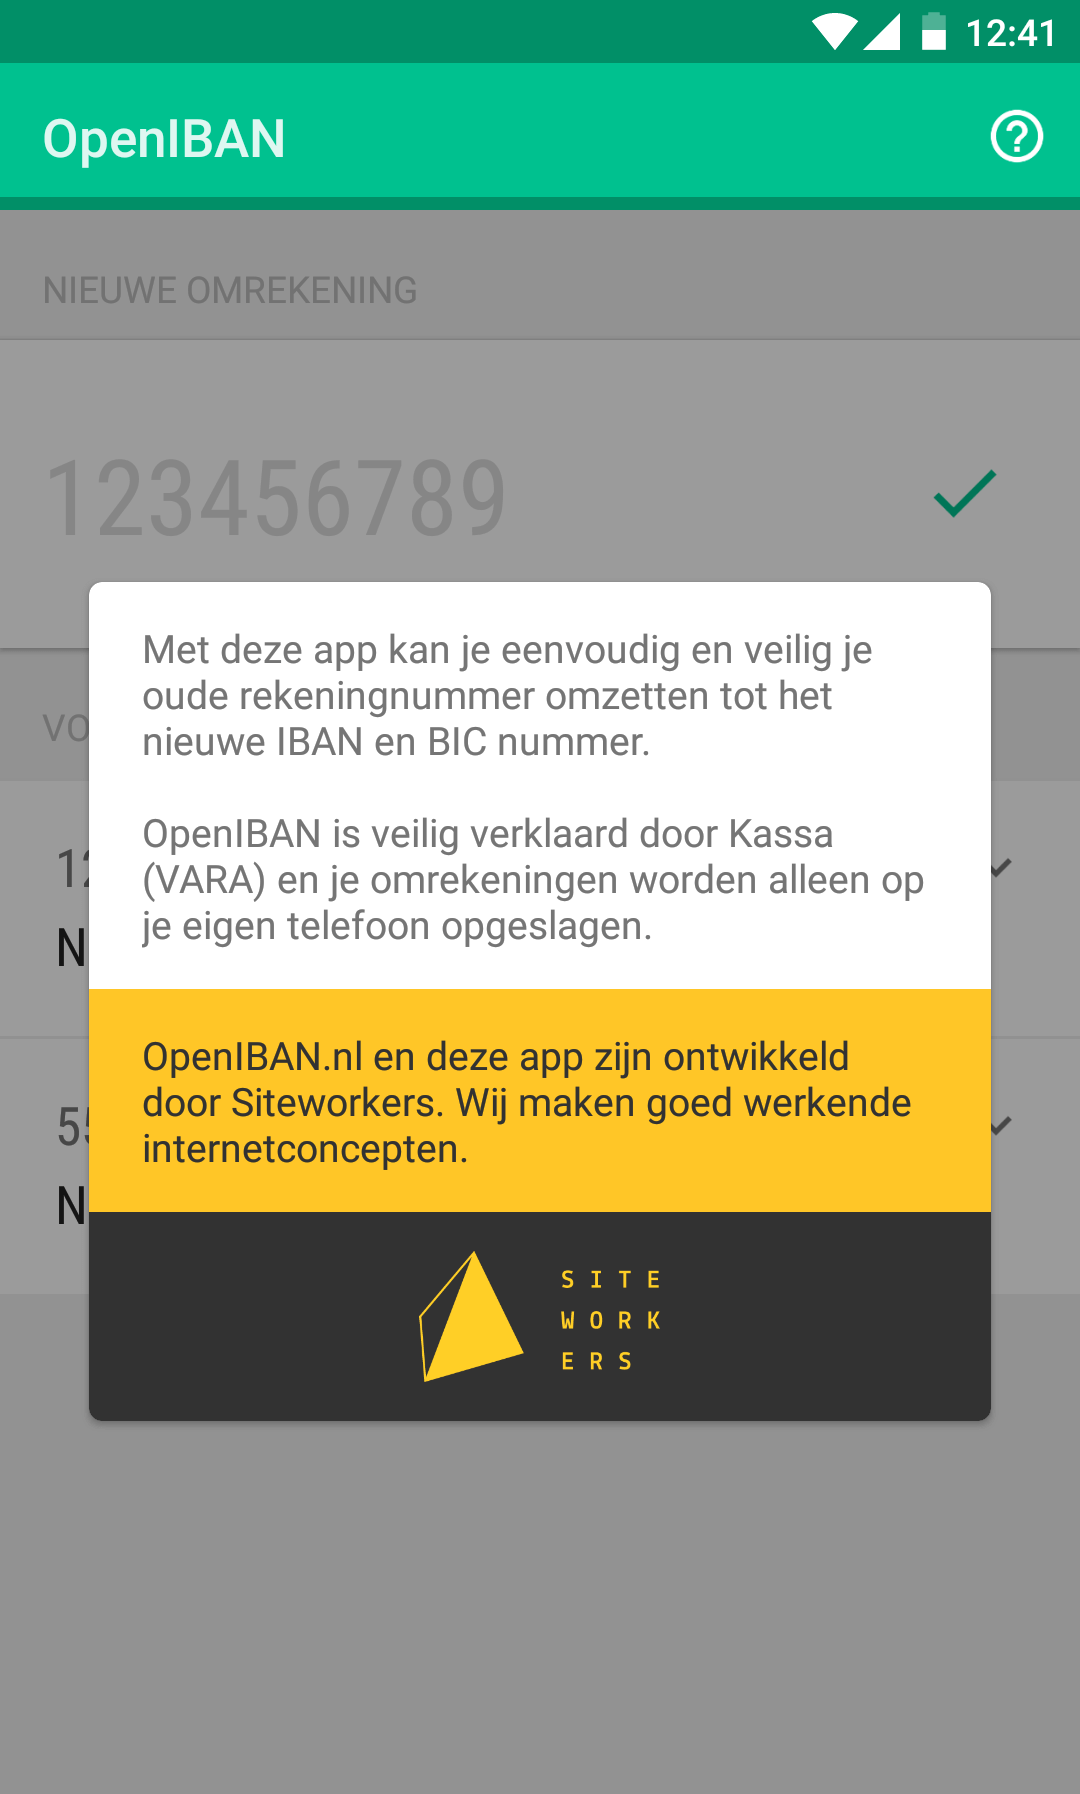 12:41
OpenIBAN
NIEUWE OMREKENING
123456789
Met deze app kan je eenvoudig en veilig je
oude rekeningnummer omzetten tot het
nieuwe IBAN en BIC nummer.
OpenIBAN is veilig verklaard door Kassa
(VARA) en je omrekeningen worden alleen op
je eigen telefoon opgeslagen.
OpenIBAN.nl en deze app zijn ontwikkeld
door Siteworkers. Wij maken goed werkende
internetconcepten.
SITE
WORK
ERS